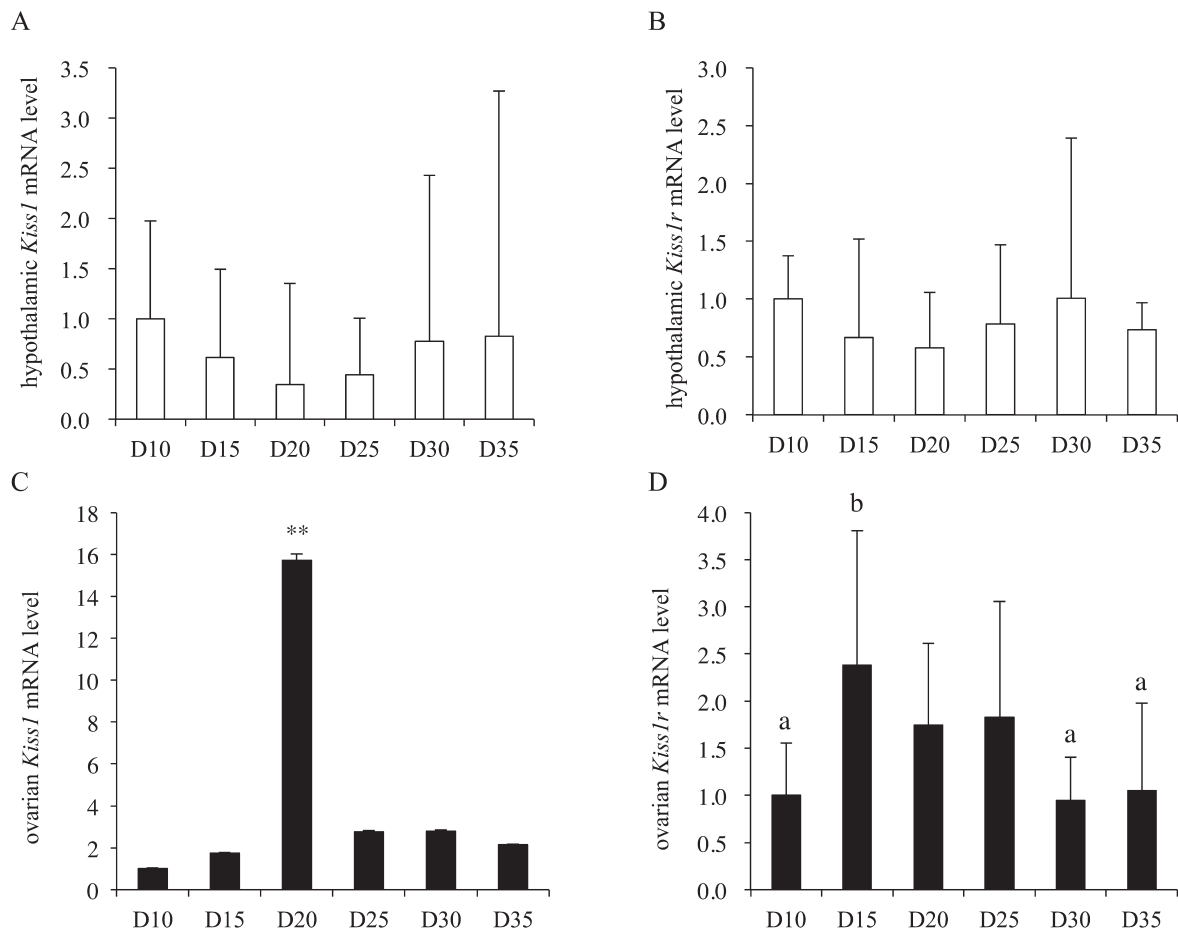 A
hypothalamic Kiss1 mRNA level
3.5
3.0
2.5
2.0
1.5
1.0
0.5
0.0
D10 D15 D20 D25 D30 D35
B
hypothalamic Kiss1r mRNA level
3.0
2.5
2.0
1.5
1.0
0.5
0.0
D10 D15 D20 D25 D30 D35
C
ovarian Kiss1 mRNA level
18
16
14
12
10
8
6
4
2
0
**
D10 D15 D20 D25 D30 D35
D
ovarian Kiss1r mRNA level
4.0
3.5
3.0
2.5
2.0
1.5
1.0
0.5
0.0
a
b
a
a
D10 D15 D20 D25 D30 D35